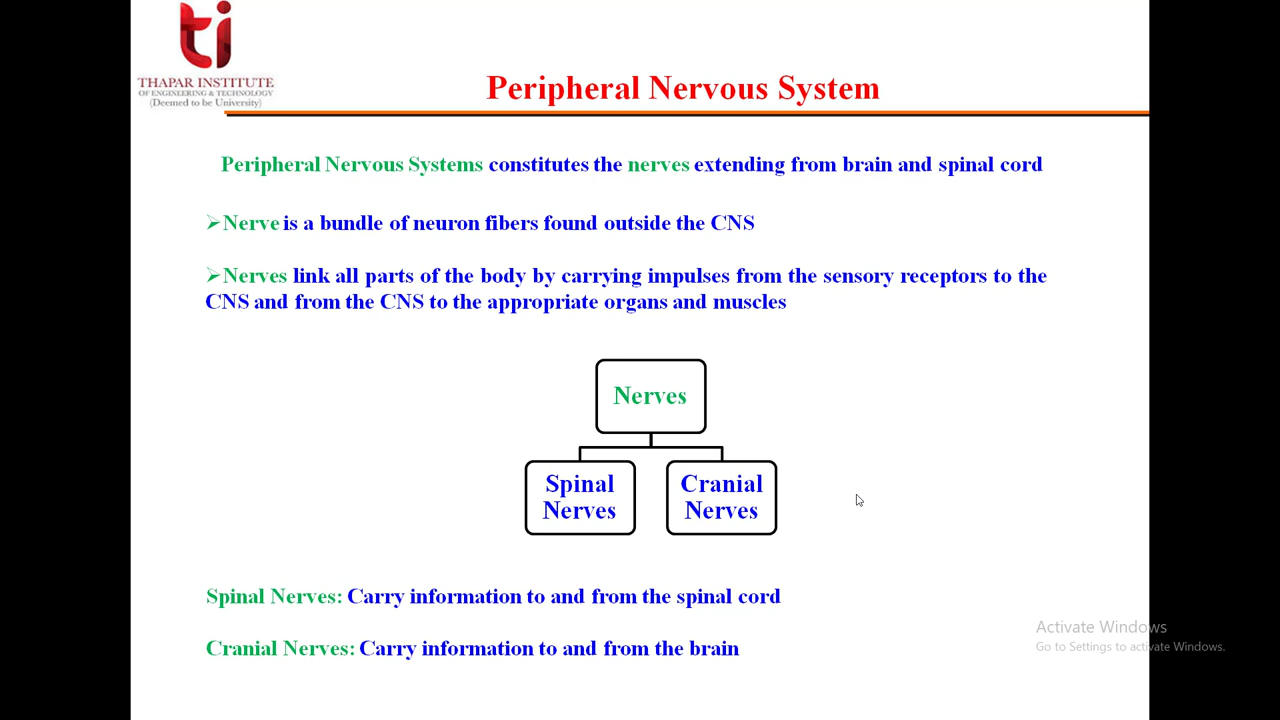 ti
THAPAR INSTITUTE
OF ENGINEERING & TECHNOLOGY
(Deemed to be University)
Peripheral Nervous System
Peripheral Nervous Systems constitutes the nerves extending from brain and spinal cord
➢Nerve is a bundle of neuron fibers found outside the CNS
➢Nerves link all parts of the body by carrying impulses from the sensory receptors to the
CNS and from the CNS to the appropriate organs and muscles
Nerves
Spinal
Nerves
Cranial
Nerves
Spinal Nerves: Carry information to and from the spinal cord
Activate Windows
Go to Settings to activate Windows.
Cranial Nerves: Carry information to and from the brain